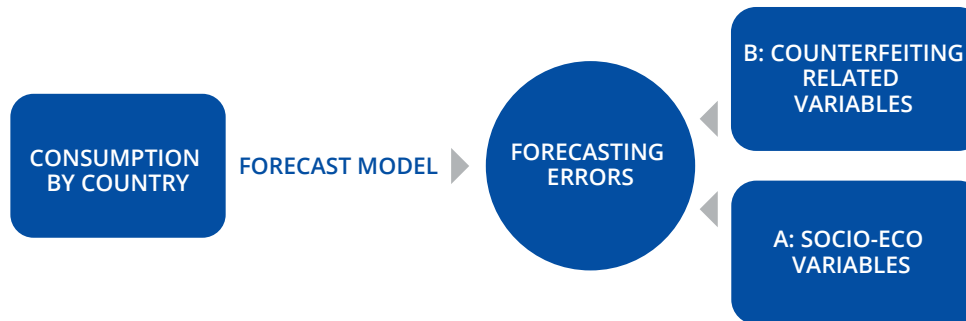 CONSUMPTION
BY COUNTRY
FORECAST MODEL
FORECASTING
ERRORS
B: COUNTERFEITING
RELATED
VARIABLES
A: SOCIO-ECO
VARIABLES